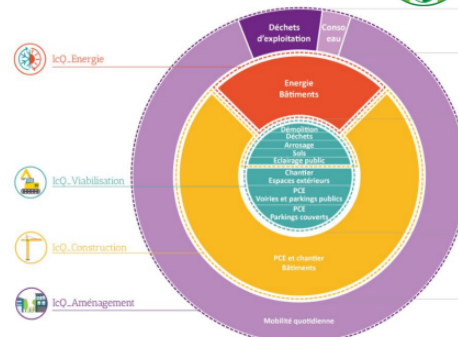 Déchets
d'exploitation
Conso
eau
IcQ_Energie
Energie
Bâtiments
Démolition
Déchets
Arrosage
Sols
Eclairage public
IcQ_Viabilisation
Chantier
Espaces extérieurs
PCE
Voiries et parkings publics
PCE
Parkings couverts
IcQ_Construction
PCE et chantier
Bâtiments
IcQ_Aménagement
Mobilité quotidienne